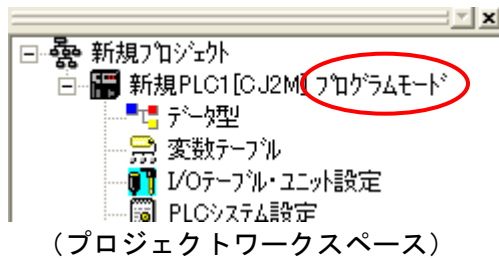 新規ﾌﾟﾛｼﾞｪｸﾄ
新規PLC1[CJ2M] ﾌﾟﾛｸﾞﾗﾑﾓｰﾄﾞ
ﾃﾞｰﾀ型
変数ﾃｰﾌﾞﾙ
I/Oﾃｰﾌﾞﾙ・ﾕﾆｯﾄ設定
PLCｼｽﾃﾑ設定
（プロジェクトワークスペース）